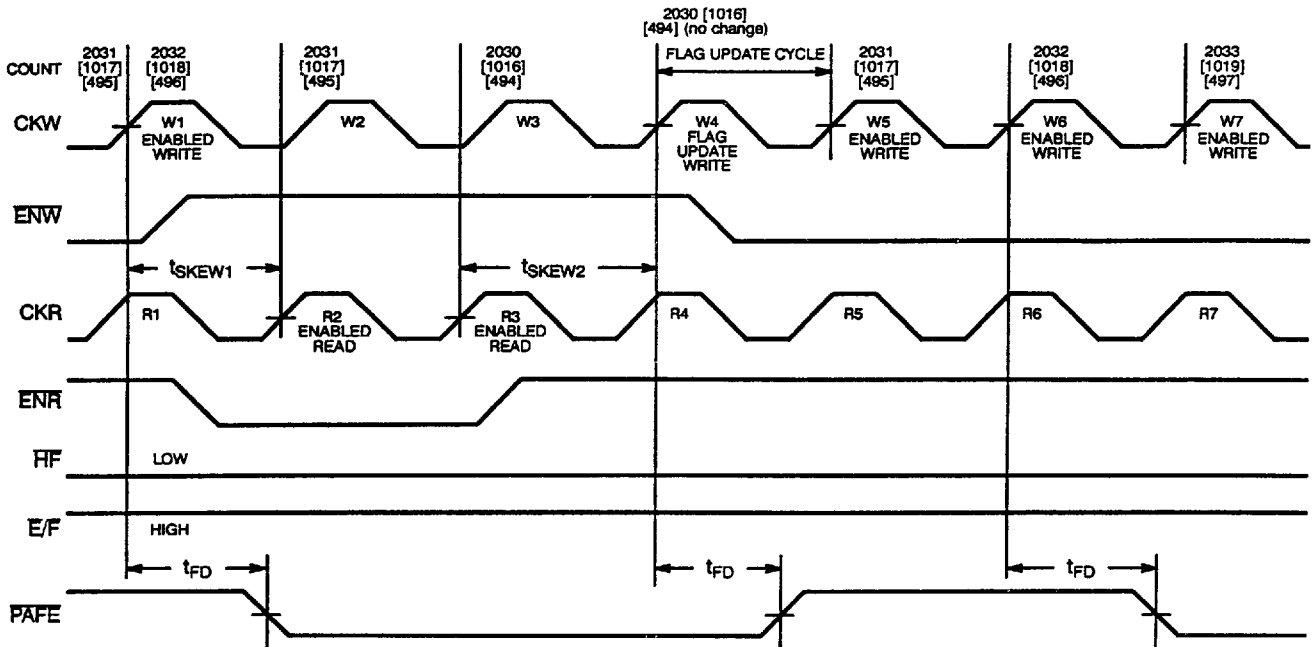 2030 [1016]
[494] (no change)
COUNT
2031
[1017]
[495]
2032
[1018]
[496]
2031
[1017]
[495]
2030
[1016]
[494]
FLAG UPDATE CYCLE
2031
[1017]
[495]
2032
[1018]
[496]
2033
[1019]
[497]
CKW
W1
ENABLED
WRITE
W2
W3
W4
FLAG
UPDATE
WRITE
W5
ENABLED
WRITE
W6
ENABLED
WRITE
W7
ENABLED
WRITE
ENW
tSKEW1
tSKEW2
CKR
R1
R2
ENABLED
READ
R3
ENABLED
READ
R4
R5
R6
R7
ENR
HF
LOW
E/F
HIGH
tFD
tFD
tFD
PAFE